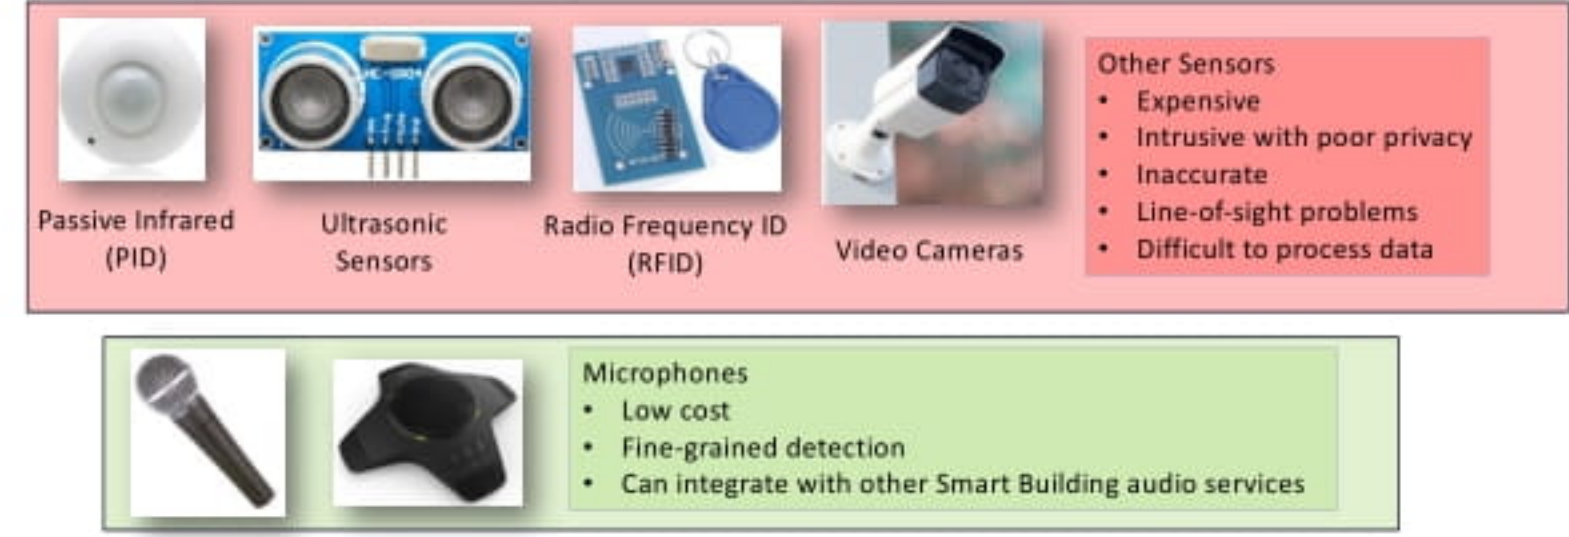 HC-SR04
Passive Infrared
(PID)
Ultrasonic
Sensors
Radio Frequency ID
(RFID)
Video Cameras
Other Sensors
• Expensive
• Intrusive with poor privacy
• Inaccurate
• Line-of-sight problems
• Difficult to process data
Microphones
• Low cost
• Fine-grained detection
• Can integrate with other Smart Building audio services